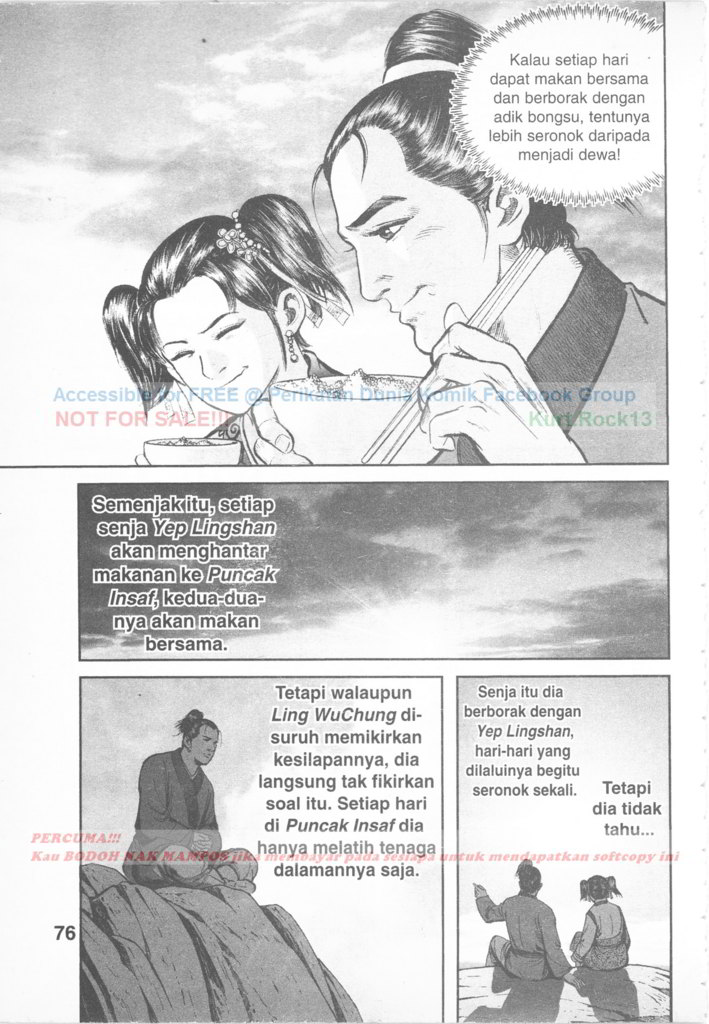 Kalau setiap hari
dapat makan bersama
dan berborak dengan
adik bongsu, tentunya
lebih seronok daripada
menjadi dewa!
Accessible for FREE @ Perikatan Dunia Komik Facebook Group
NOT FOR SALE!!!
Kurt.Rock13
Semenjak itu, setiap
senja Yep Lingshan
akan menghantar
makanan ke Puncak
Insaf, kedua-dua-
nya akan makan
bersama.
Tetapi walaupun
Ling WuChung di-
suruh memikirkan
kesilapannya, dia
langsung tak fikirkan
soal itu. Setiap hari
di Puncak Insaf dia
hanya melatih tenaga
dalamannya saja.
Senja itu dia
berborak dengan
Yep Lingshan,
hari-hari yang
dilaluinya begitu
seronok sekali.
Tetapi
dia tidak
tahu...
PERCUMA!!!
Kau BODOH NAK MAMPOS jika membayar pada sesiapa untuk mendapatkan softcopy ini
76